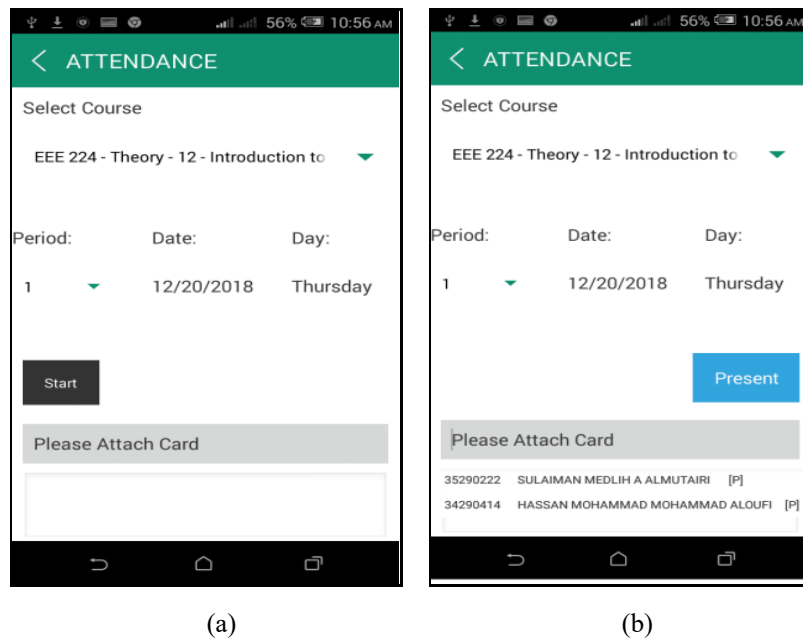 56% 10:56 AM
ATTENDANCE
Select Course
EEE 224 - Theory - 12 - Introduction to
Period: Date: Day:
1 12/20/2018 Thursday
Start
Please Attach Card
(a)
56% 10:56 AM
ATTENDANCE
Select Course
EEE 224 - Theory - 12 - Introduction to
Period: Date: Day:
1 12/20/2018 Thursday
Present
Please Attach Card
35290222 SULAIMAN MEDLIH A ALMUTAIRI [P]
34290414 HASSAN MOHAMMAD MOHAMMAD ALOUFI [P]
(b)